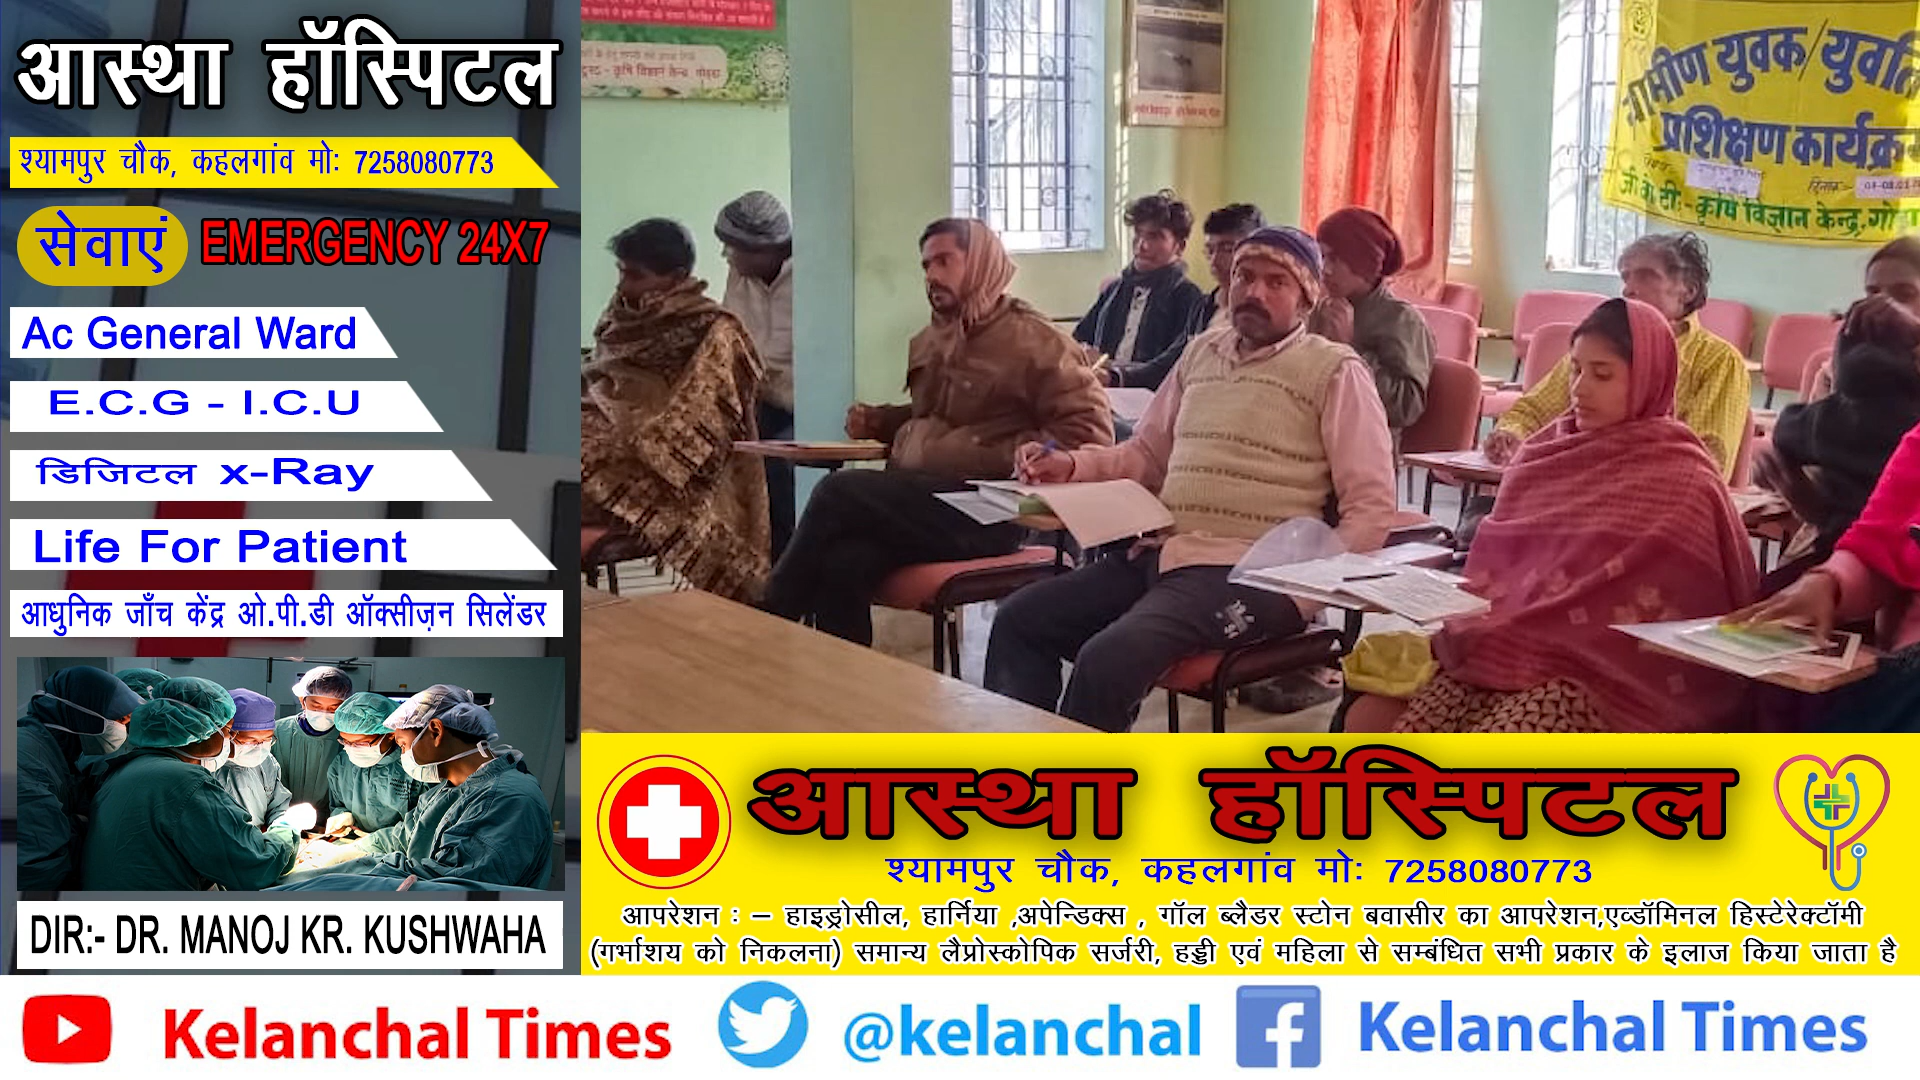 आस्था हॉस्पिटल
श्यामपुर चौक, कहलगांव मोः 7258080773
सेवाएं EMERGENCY 24X7
Ac General Ward
E.C.G - I.C.U
डिजिटल x-Ray
Life For Patient
आधुनिक जाँच केंद्र ओ.पी.डी ऑक्सीज़न सिलेंडर
DIR:- DR. MANOJ KR. KUSHWAHA
कृषि विज्ञान केन्द्र
ग्रामीण युवक/युवति
प्रशिक्षण कार्यक्र
दिनांक:-
जी.वी.टी:- कृषि विज्ञान केन्द्र, गोड्डा
आस्था हॉस्पिटल
श्यामपुर चौक, कहलगांव मोः 7258080773
आपरेशन : – हाइड्रोसील, हार्निया ,अपेन्डिक्स , गॉल ब्लैडर स्टोन बवासीर का आपरेशन,एव्डॉमिनल हिस्टेरेक्टॉमी
(गर्भाशय को निकलना) समान्य लैप्रोस्कोपिक सर्जरी, हड्डी एवं महिला से सम्बंधित सभी प्रकार के इलाज किया जाता है
Kelanchal Times @kelanchal Kelanchal Times